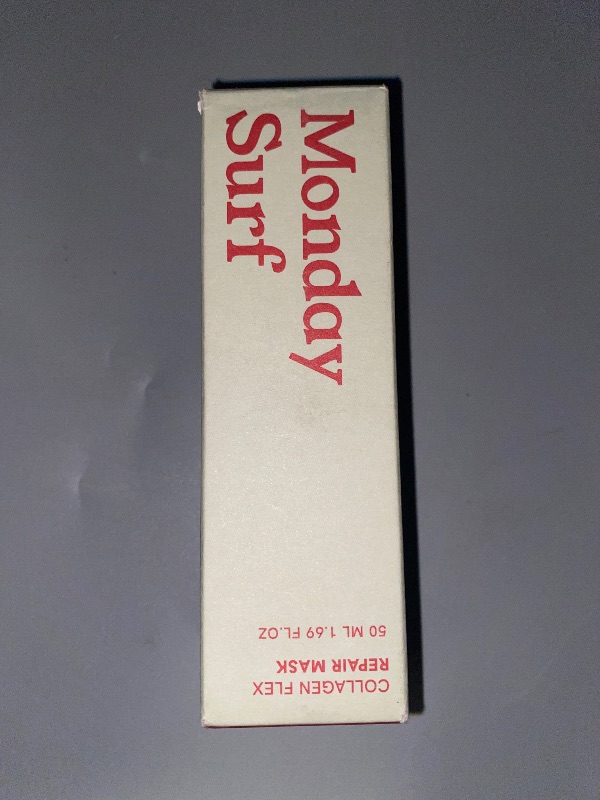 Monday
Surf
COLLAGEN FLEX
REPAIR MASK
50 ML 1.69 FL.OZ